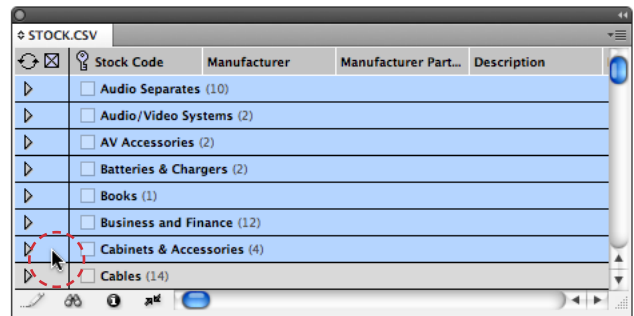 STOCK.CSV
Stock Code Manufacturer Manufacturer Part... Description
Audio Separates (10)
Audio/Video Systems (2)
AV Accessories (2)
Batteries & Chargers (2)
Books (1)
Business and Finance (12)
Cabinets & Accessories (4)
Cables (14)